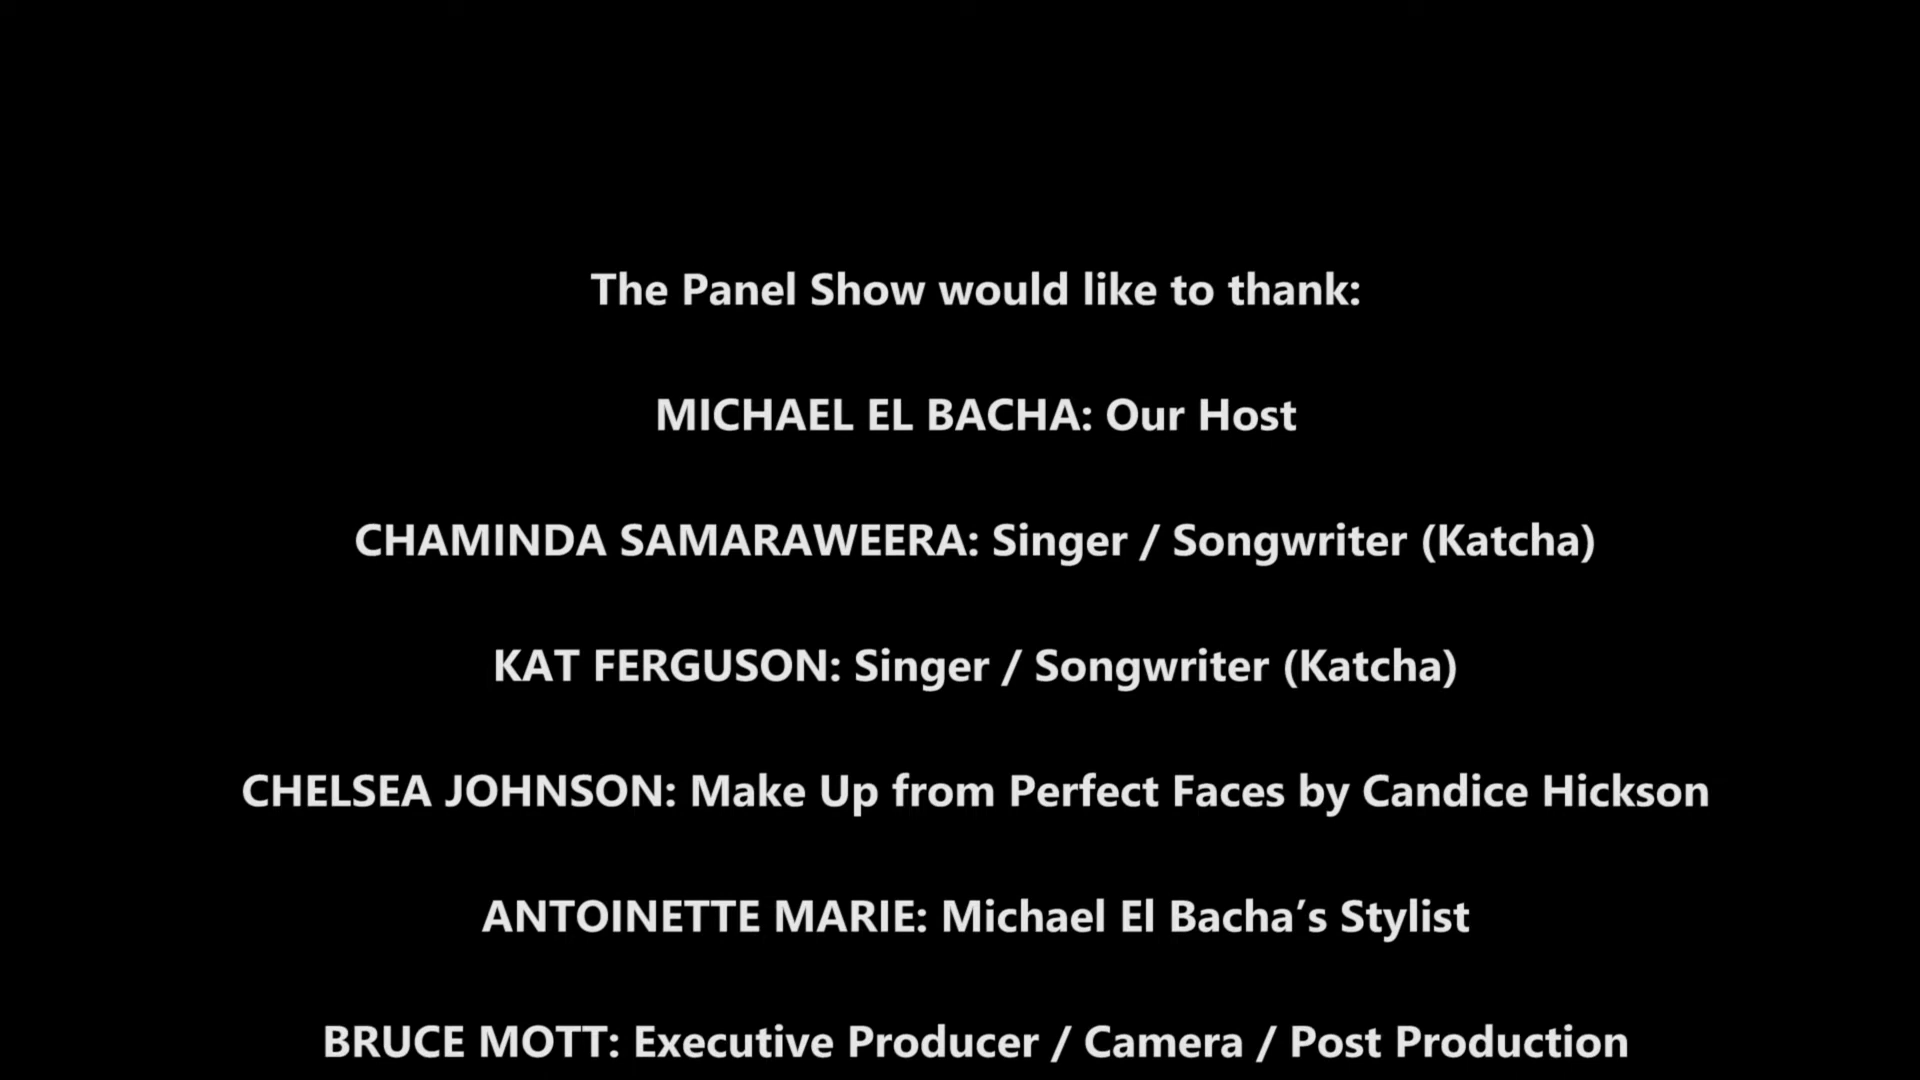 The Panel Show would like to thank:
MICHAEL EL BACHA: Our Host
CHAMINDA SAMARAWEERA: Singer / Songwriter (Katcha)
KAT FERGUSON: Singer / Songwriter (Katcha)
CHELSEA JOHNSON: Make Up from Perfect Faces by Candice Hickson
ANTOINETTE MARIE: Michael El Bacha’s Stylist
BRUCE MOTT: Executive Producer / Camera / Post Production